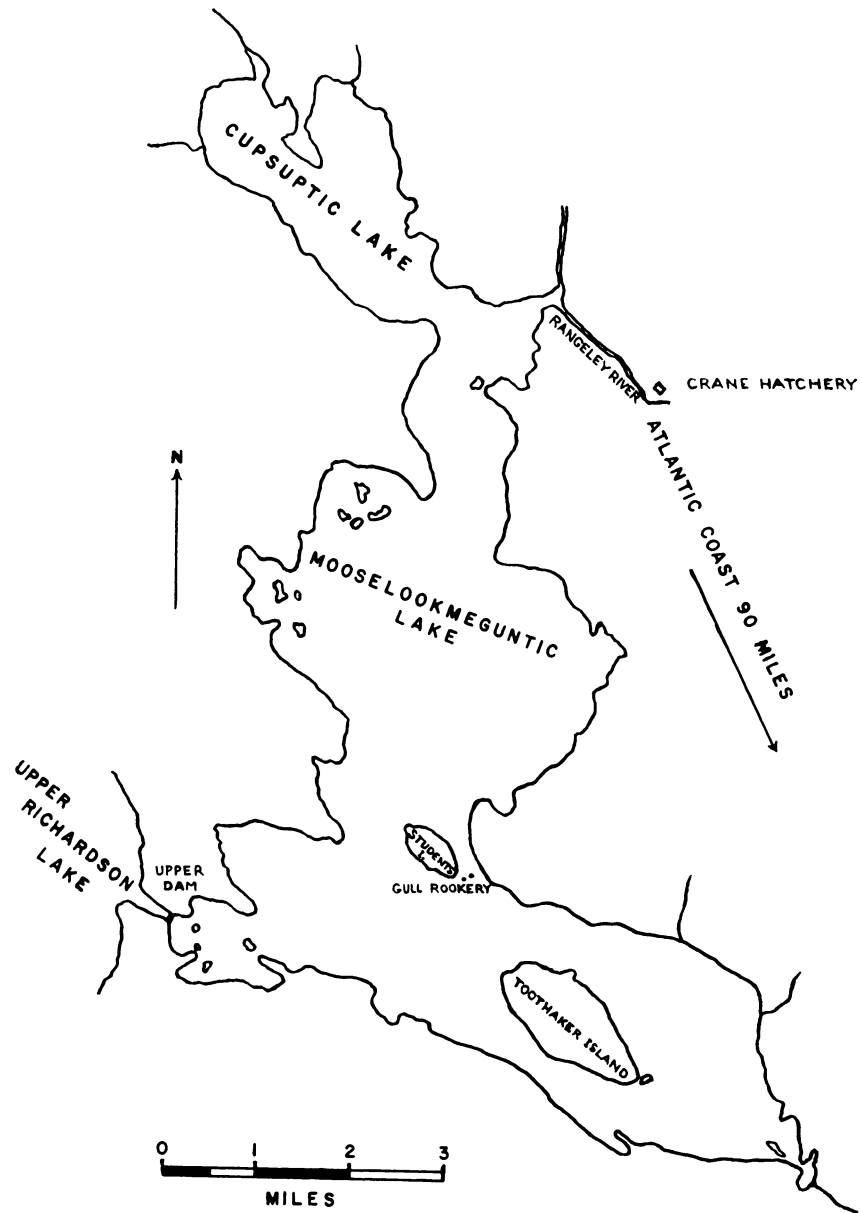 CUPSUPTIC LAKE
RANGELEY RIVER
CRANE HATCHERY
ATLANTIC COAST 90 MILES
N
MOOSELOOKMEGUNTIC
LAKE
UPPER
RICHARDSON
LAKE
UPPER
DAM
STUDENTS
GULL ROOKERY
TOOTHAKER ISLAND
0 1 2 3
MILES